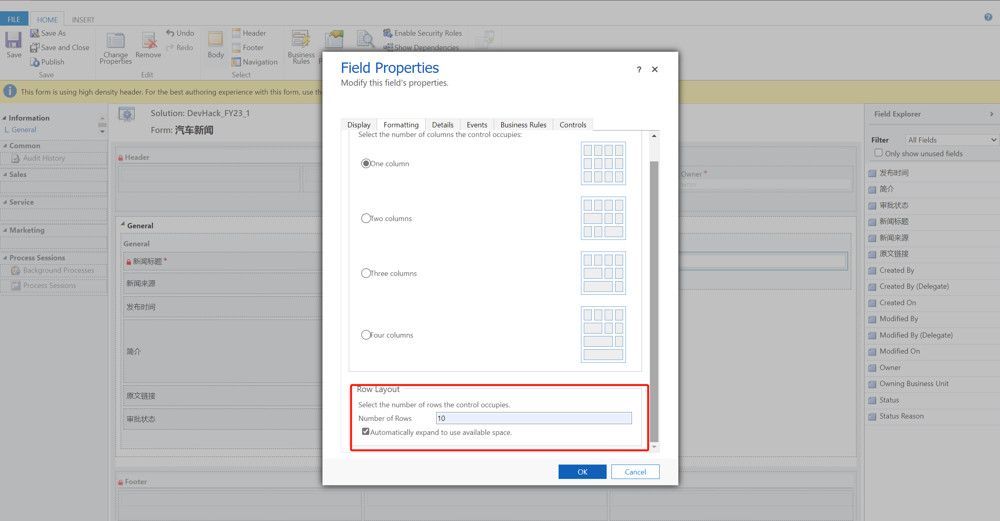 FILE
HOME
INSERT
Save
Save As
Save and Close
Publish
Save
Change Properties
Remove
Undo
Redo
Edit
Body
Header
Footer
Navigation
Select
Business Rules
P
Enable Security Roles
Show Dependencies
This form is using high density header. For the best authoring experience with this form, use th
Information
General
Common
Audit History
Sales
Service
Marketing
Process Sessions
Background Processes
Process Sessions
Solution: DevHack_FY23_1
Form: 汽车新闻
Header
Owner *
Owner
General
General
新闻标题 *
新闻来源
发布时间
简介
原文链接
审批状态
Footer
Field Properties
Modify this field's properties.
?
Display
Formatting
Details
Events
Business Rules
Controls
Select the number of columns the control occupies:
One column
Two columns
Three columns
Four columns
Row Layout
Select the number of rows the control occupies.
Number of Rows
10
Automatically expand to use available space.
OK
Cancel
Field Explorer
Filter
All Fields
Only show unused fields
发布时间
简介
审批状态
新闻标题
新闻来源
原文链接
Created By
Created By (Delegate)
Created On
Modified By
Modified By (Delegate)
Modified On
Owner
Owning Business Unit
Status
Status Reason